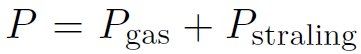 P = P_gas + P_straling